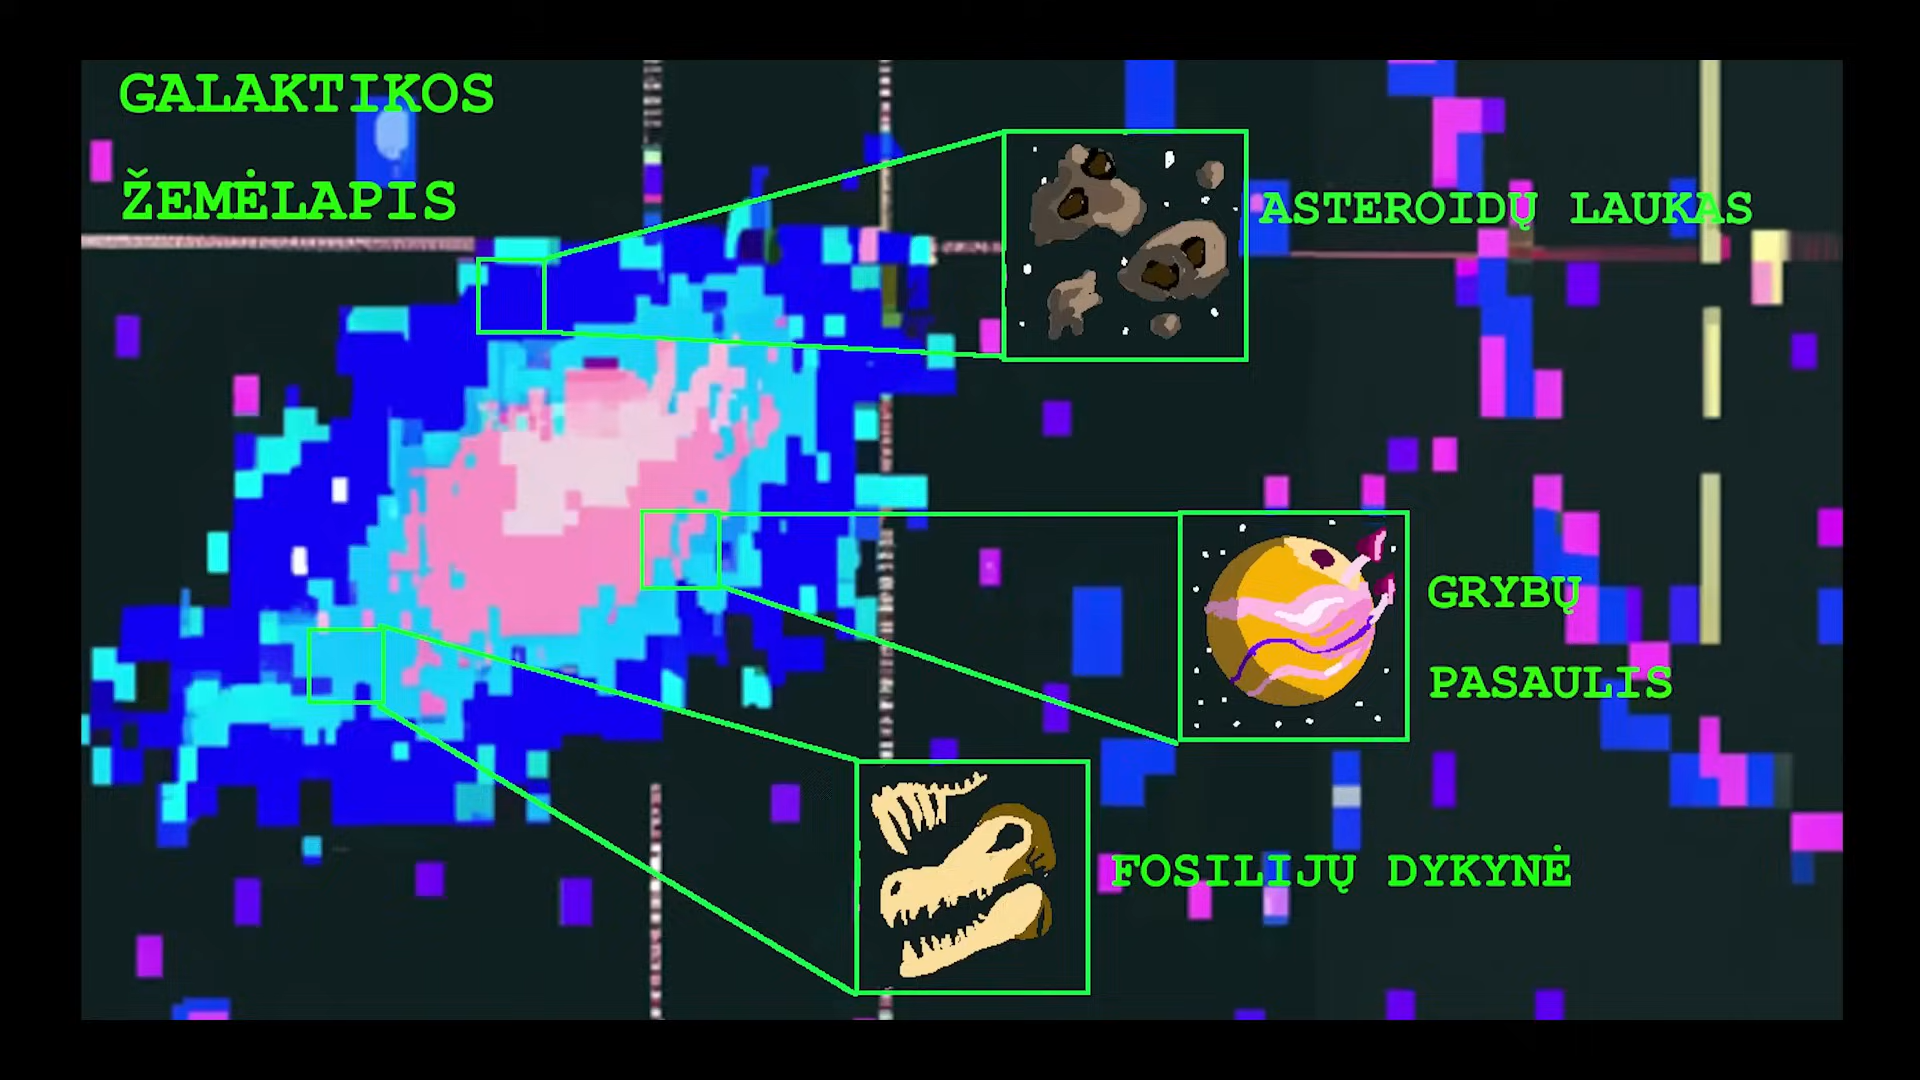 GALAKTIKOS
ŽEMĖLAPIS
ASTEROIDŲ LAUKAS
GRYBŲ
PASAULIS
FOSILIJŲ DYKYNĖ